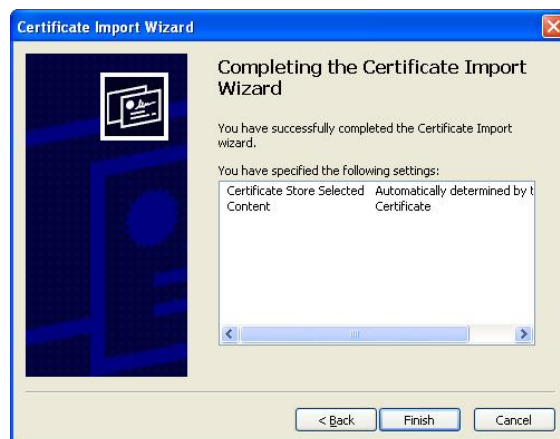 Certificate Import Wizard
Completing the Certificate Import
Wizard
You have successfully completed the Certificate Import
wizard.
You have specified the following settings:
Certificate Store Selected Automatically determined by t
Content Certificate
< Back Finish Cancel